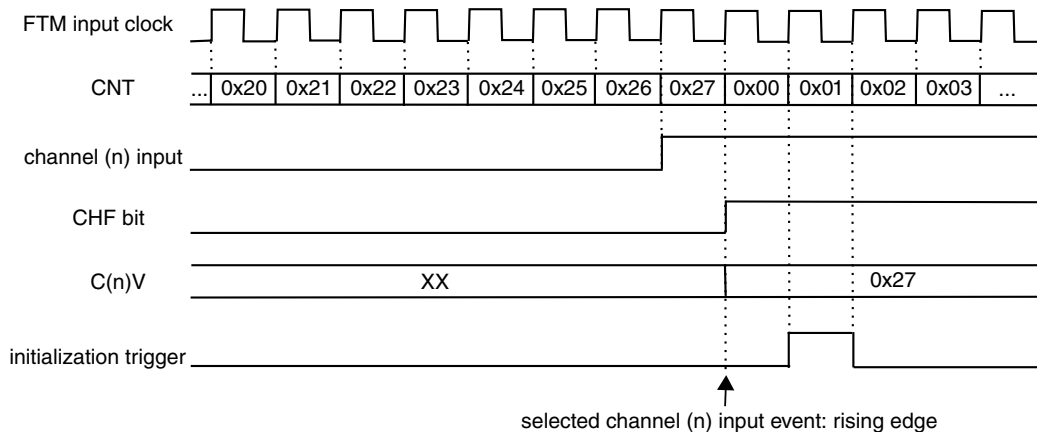 FTM input clock
CNT ... 0x20 0x21 0x22 0x23 0x24 0x25 0x26 0x27 0x00 0x01 0x02 0x03 ...
channel (n) input
CHF bit
C(n)V XX 0x27
initialization trigger
selected channel (n) input event: rising edge